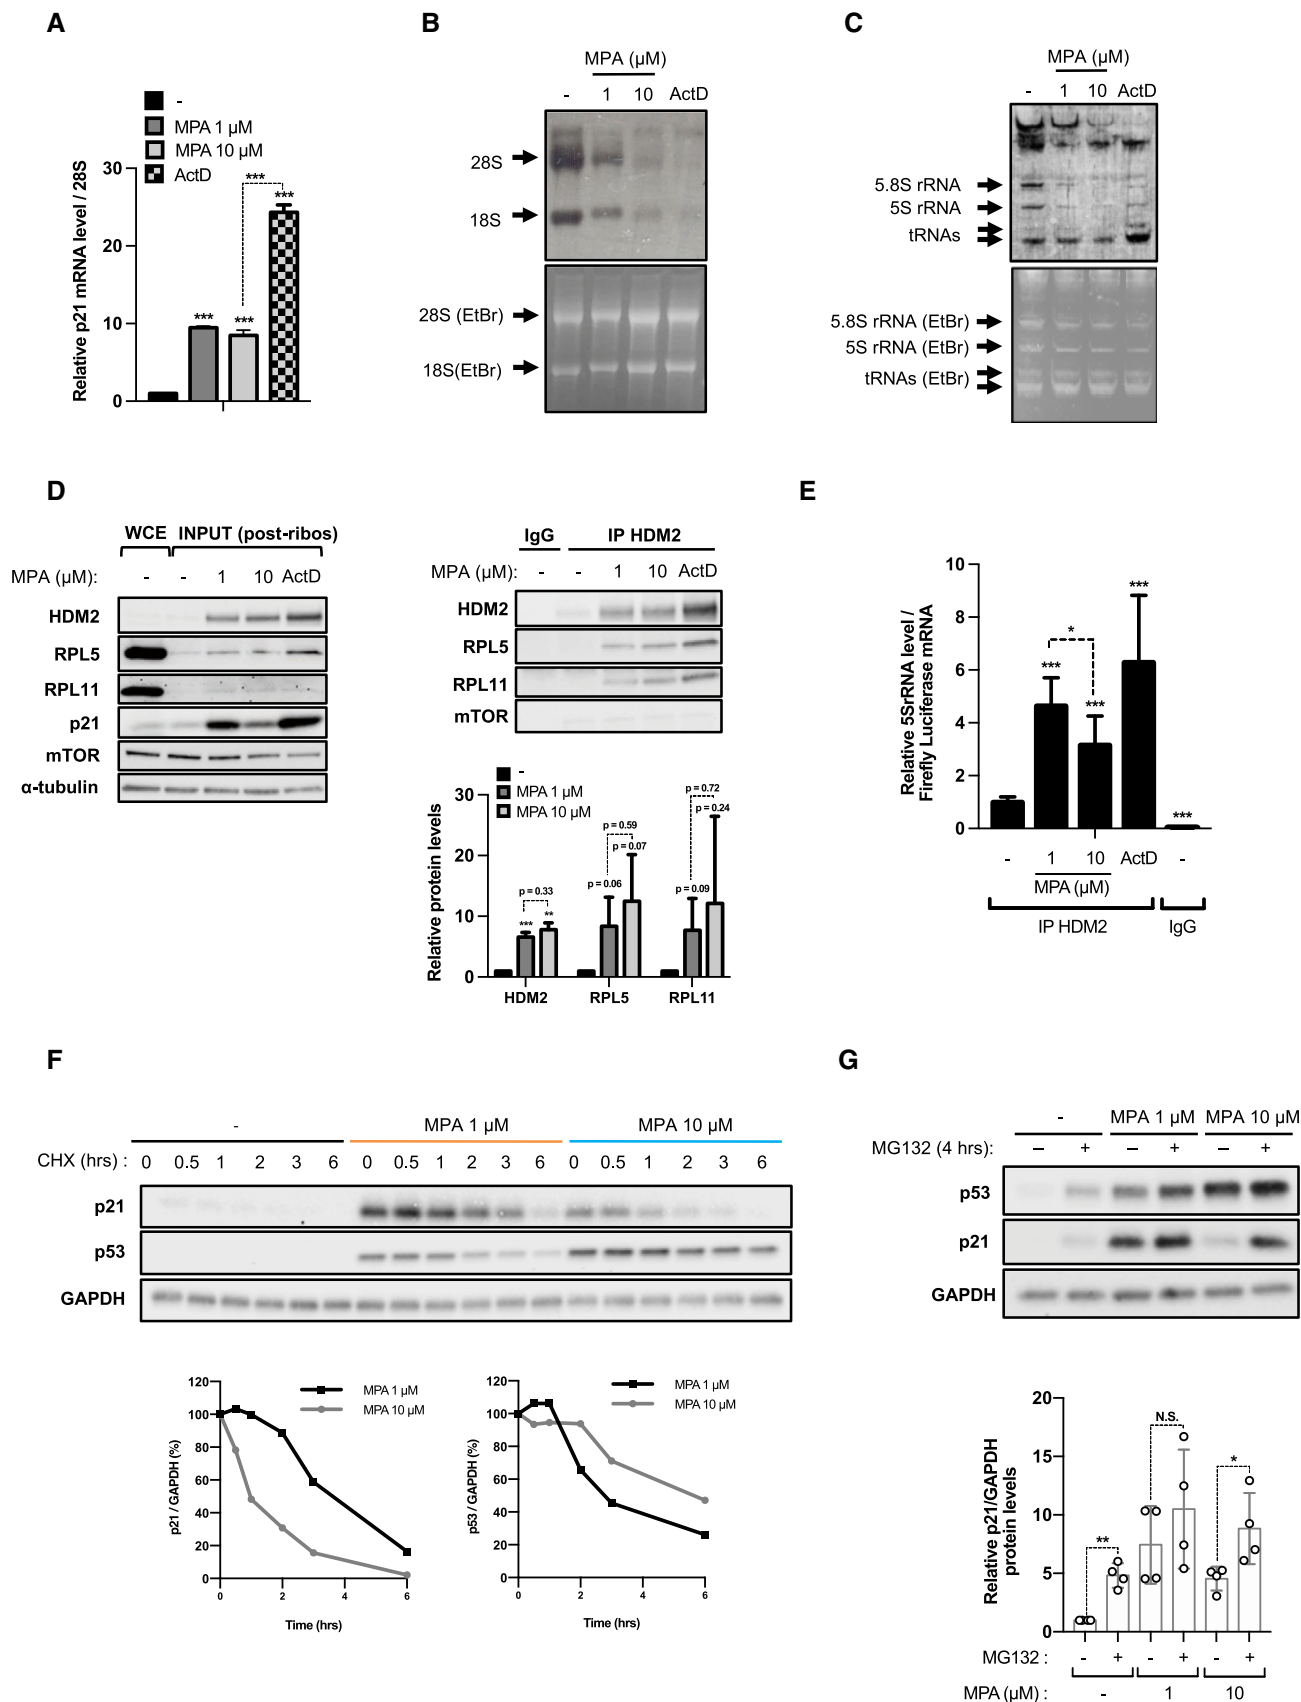 A
-
MPA 1 µM
MPA 10 µM
ActD
Relative p21 mRNA level / 28S
30
20
10
0
***
***
***
***
B
MPA (µM)
- 1 10 ActD
28S
18S
28S (EtBr)
18S(EtBr)
C
MPA (µM)
- 1 10 ActD
5.8S rRNA
5S rRNA
tRNAs
5.8S rRNA (EtBr)
5S rRNA (EtBr)
tRNAs (EtBr)
D
WCE INPUT (post-ribos)
MPA (µM): - - 1 10 ActD
HDM2
RPL5
RPL11
p21
mTOR
α-tubulin
IgG IP HDM2
MPA (µM): - - 1 10 ActD
HDM2
RPL5
RPL11
mTOR
-
MPA 1 µM
MPA 10 µM
Relative protein levels
30
20
10
0
p = 0.33
*** **
p = 0.59
p = 0.07
p = 0.06
p = 0.72
p = 0.24
p = 0.09
HDM2 RPL5 RPL11
E
Relative 5SrRNA level /
Firefly Luciferase mRNA
10
8
6
4
2
0
***
*
***
***
***
- 1 10 ActD -
MPA (µM)
IP HDM2 IgG
F
- MPA 1 µM MPA 10 µM
CHX (hrs) : 0 0.5 1 2 3 6 0 0.5 1 2 3 6 0 0.5 1 2 3 6
p21
p53
GAPDH
p21 / GAPDH (%)
120
100
80
60
40
20
0
0 2 4 6
Time (hrs)
MPA 1 µM
MPA 10 µM
p53 / GAPDH (%)
120
100
80
60
40
20
0
0 2 4 6
Time (hrs)
MPA 1 µM
MPA 10 µM
G
- MPA 1 µM MPA 10 µM
MG132 (4 hrs): – + – + – +
p53
p21
GAPDH
Relative p21/GAPDH
protein levels
20
15
10
5
0
**
N.S.
*
MG132 : - + - + - +
MPA (µM) : - 1 10